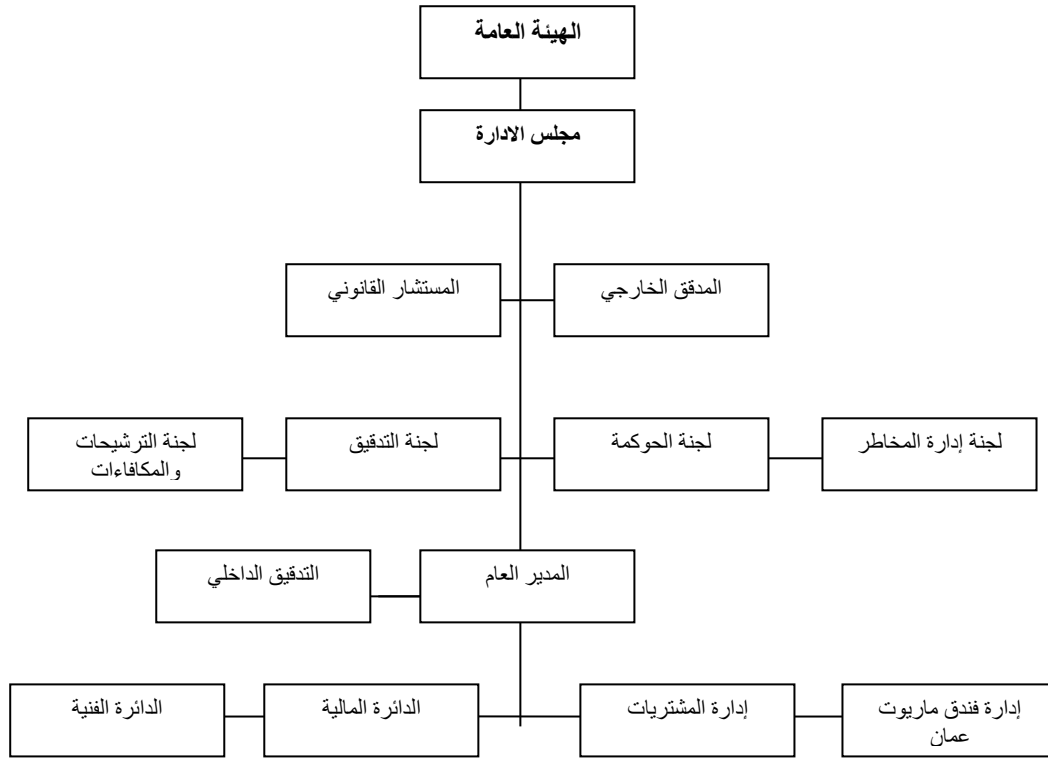 الهيئة العامة
مجلس الادارة
المدقق الخارجي
المستشار القانوني
لجنة إدارة المخاطر
لجنة الحوكمة
لجنة التدقيق
لجنة الترشيحات
والمكافاءات
المدير العام
التدقيق الداخلي
إدارة فندق ماريوت
عمان
إدارة المشتريات
الدائرة المالية
الدائرة الفنية